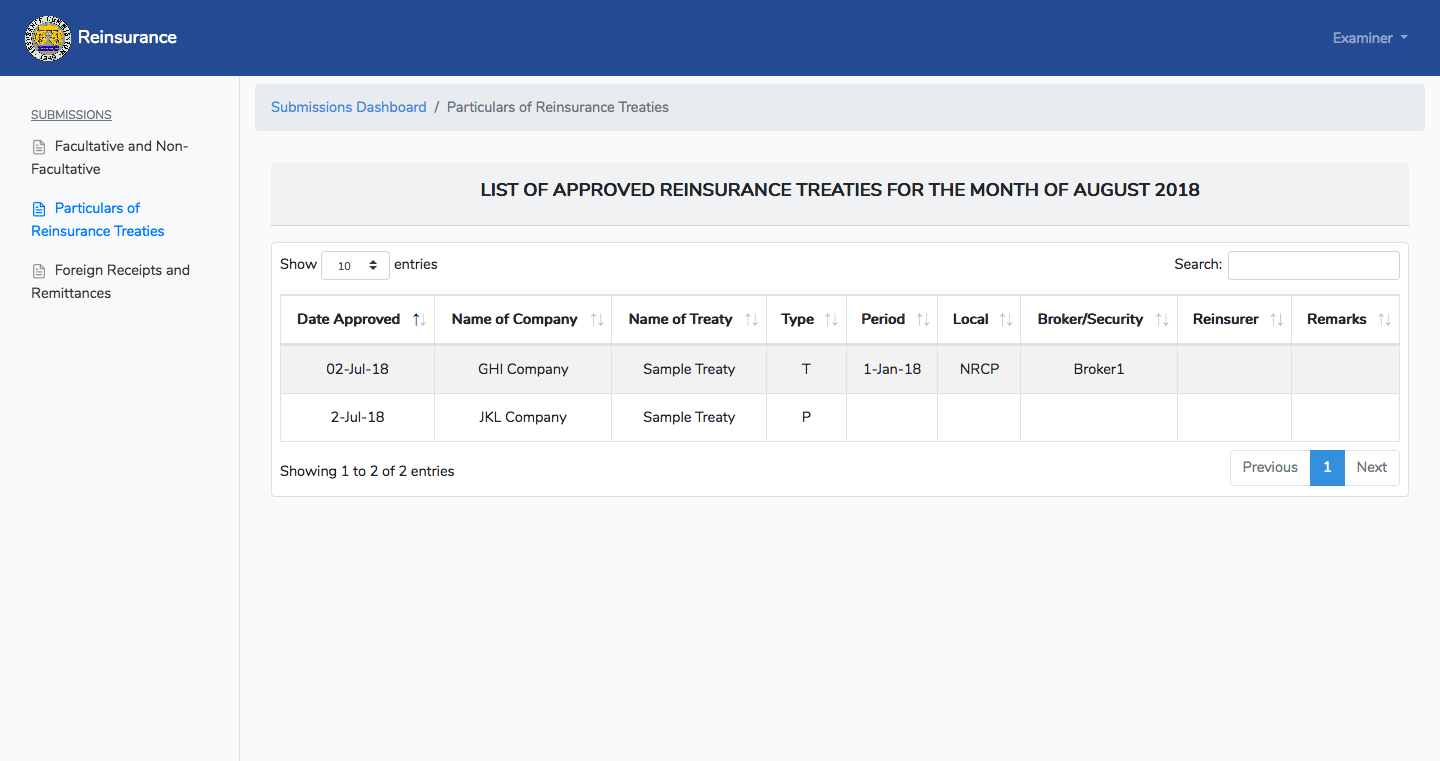 Reinsurance
Examiner
SUBMISSIONS
Facultative and Non-
Facultative
Particulars of
Reinsurance Treaties
Foreign Receipts and
Remittances
Submissions Dashboard / Particulars of Reinsurance Treaties
LIST OF APPROVED REINSURANCE TREATIES FOR THE MONTH OF AUGUST 2018
Show 10 entries Search:
Date Approved Name of Company Name of Treaty Type Period Local Broker/Security Reinsurer Remarks
02-Jul-18 GHI Company Sample Treaty T 1-Jan-18 NRCP Broker1
2-Jul-18 JKL Company Sample Treaty P
Showing 1 to 2 of 2 entries Previous 1 Next